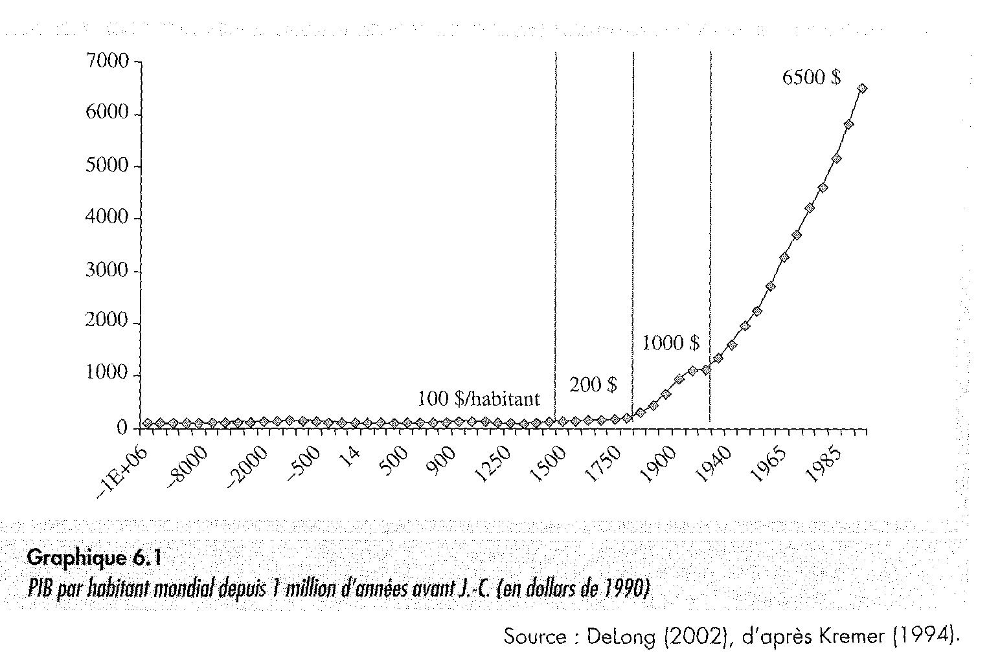 7000
6500 $
6000
5000
4000
3000
2000
1000 $
1000
200 $
100 $/habitant
0
–1E+06 –8000 –2000 –500 14 500 900 1250 1500 1750 1900 1940 1965 1985
Graphique 6.1
PIB par habitant mondial depuis 1 million d'années avant J.-C. (en dollars de 1990)
Source : DeLong (2002), d'après Kremer (1994).